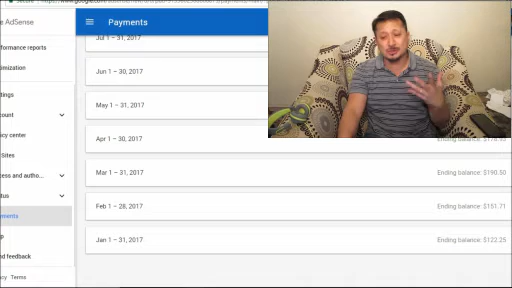 s AdSense
Payments
formance reports
imization
ings
ount
cy center
Sites
ess and autho...
tus
ments
p
nd feedback
cy Terms
Jul 1 – 31, 2017
Jun 1 – 30, 2017
May 1 – 31, 2017
Apr 1 – 30, 2017
Mar 1 – 31, 2017 Ending balance: $190.50
Feb 1 – 28, 2017 Ending balance: $151.71
Jan 1 – 31, 2017 Ending balance: $122.25